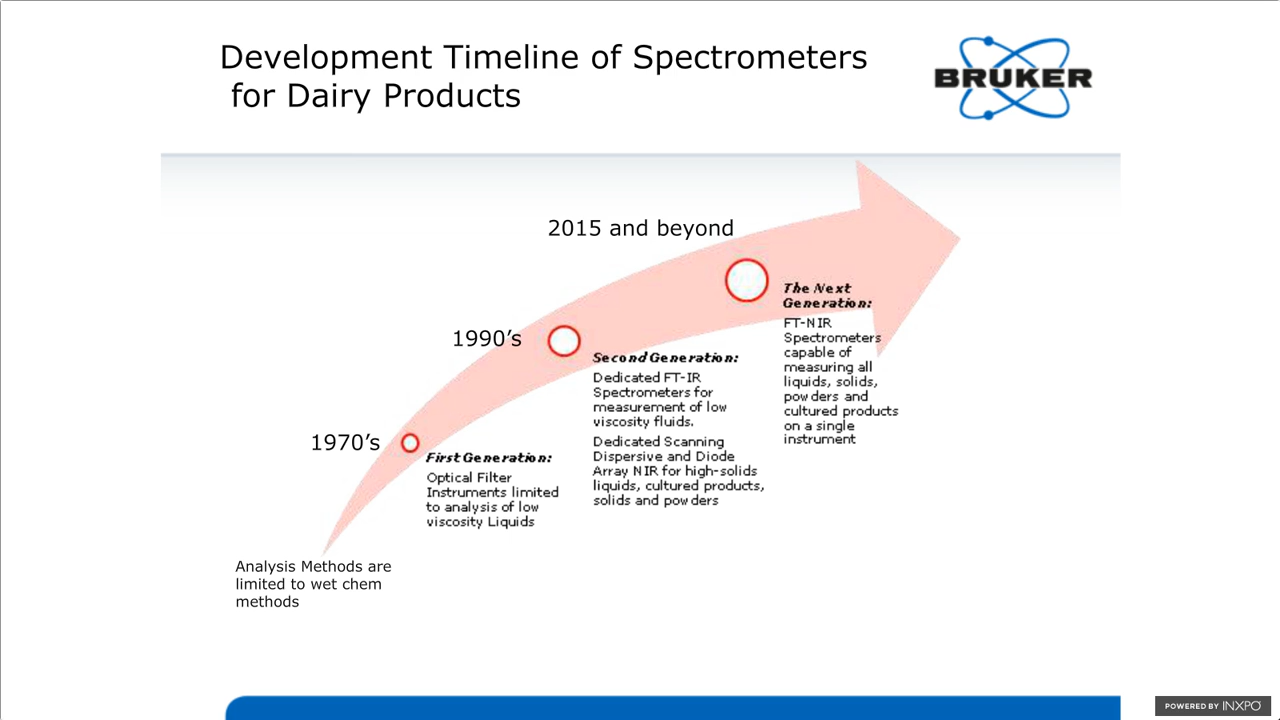 Development Timeline of Spectrometers
for Dairy Products
BRUKER
2015 and beyond
The Next
Generation:
FT-NIR
Spectrometers
capable of
measuring all
liquids, solids,
powders and
cultured products
on a single
instrument
1990’s
Second Generation:
Dedicated FT-IR
Spectrometers for
measurement of low
viscosity fluids.
Dedicated Scanning
Dispersive and Diode
Array NIR for high-solids
liquids, cultured products,
solids and powders
1970’s
First Generation:
Optical Filter
Instruments limited
to analysis of low
viscosity Liquids
Analysis Methods are
limited to wet chem
methods
POWERED BY INXPO